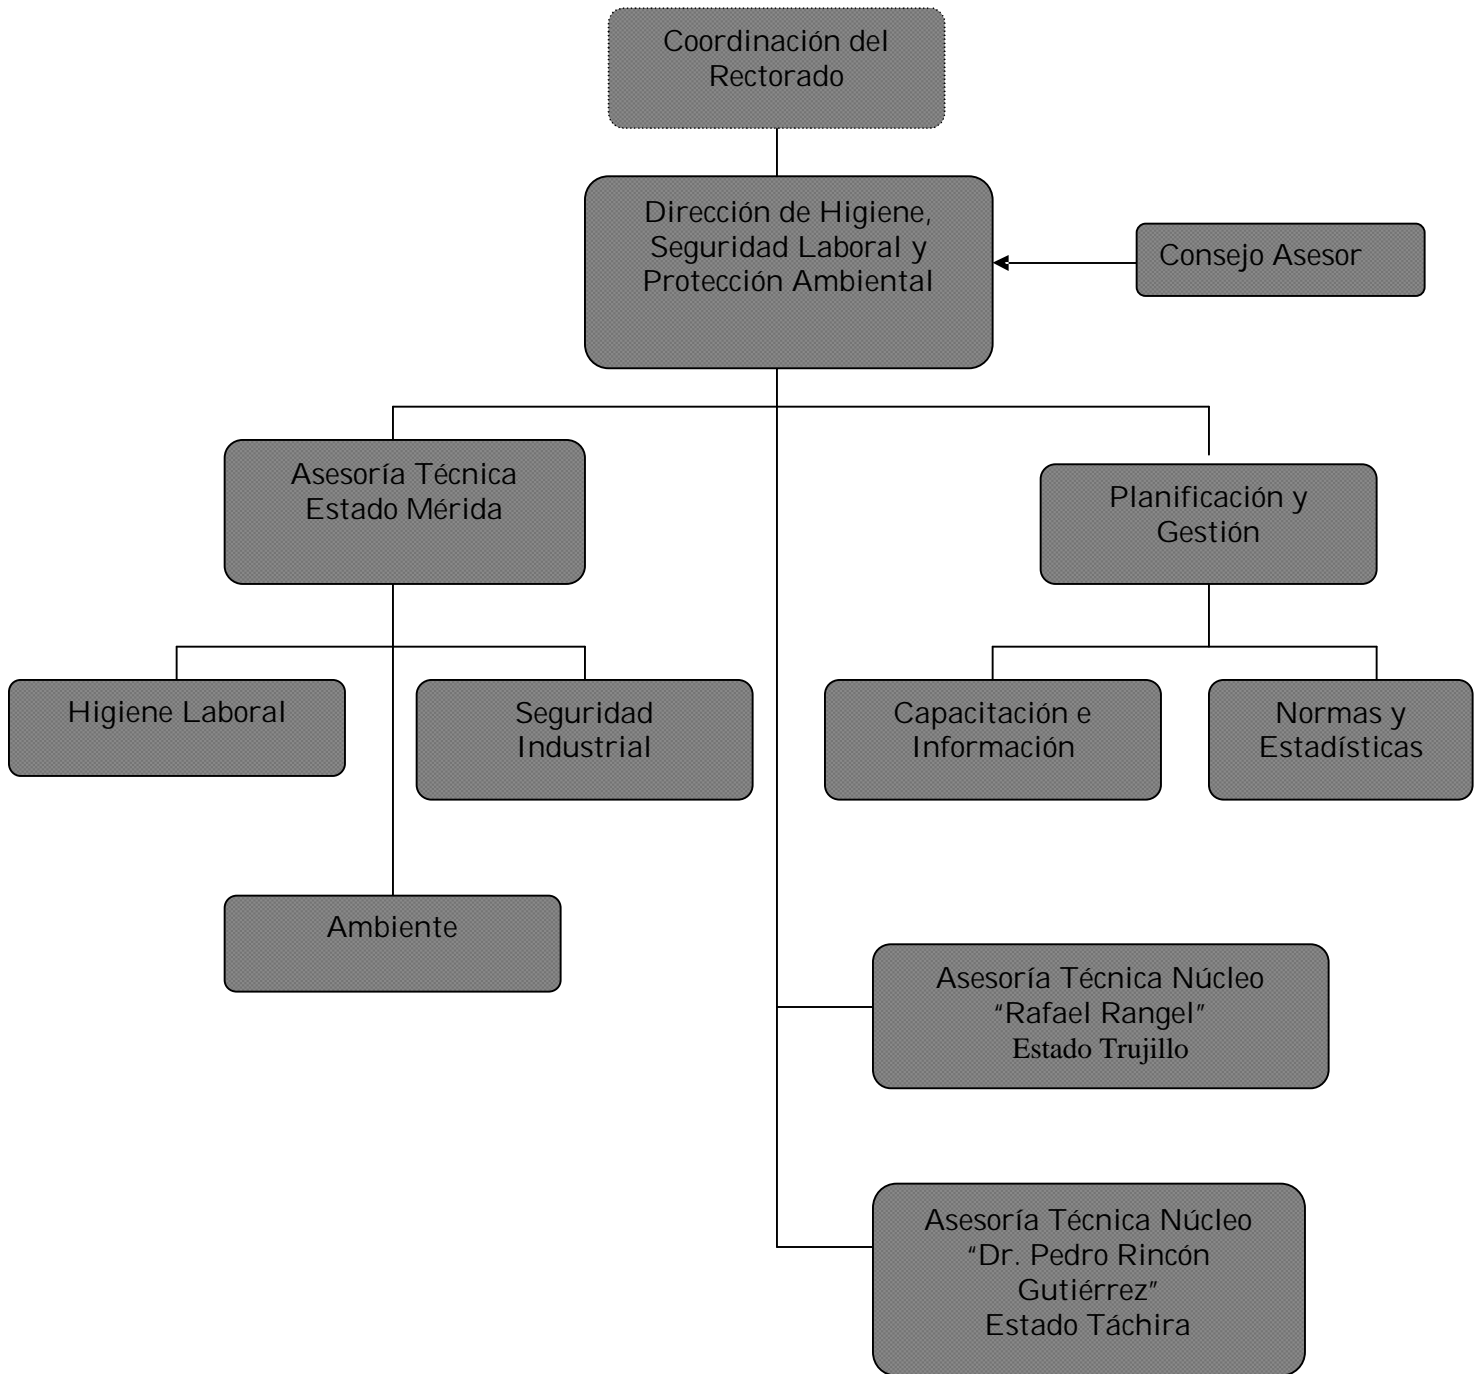 Coordinación del
Rectorado
Dirección de Higiene,
Seguridad Laboral y
Protección Ambiental
Consejo Asesor
Asesoría Técnica
Estado Mérida
Planificación y
Gestión
Higiene Laboral
Seguridad
Industrial
Capacitación e
Información
Normas y
Estadísticas
Ambiente
Asesoría Técnica Núcleo
“Rafael Rangel”
Estado Trujillo
Asesoría Técnica Núcleo
“Dr. Pedro Rincón
Gutiérrez”
Estado Táchira